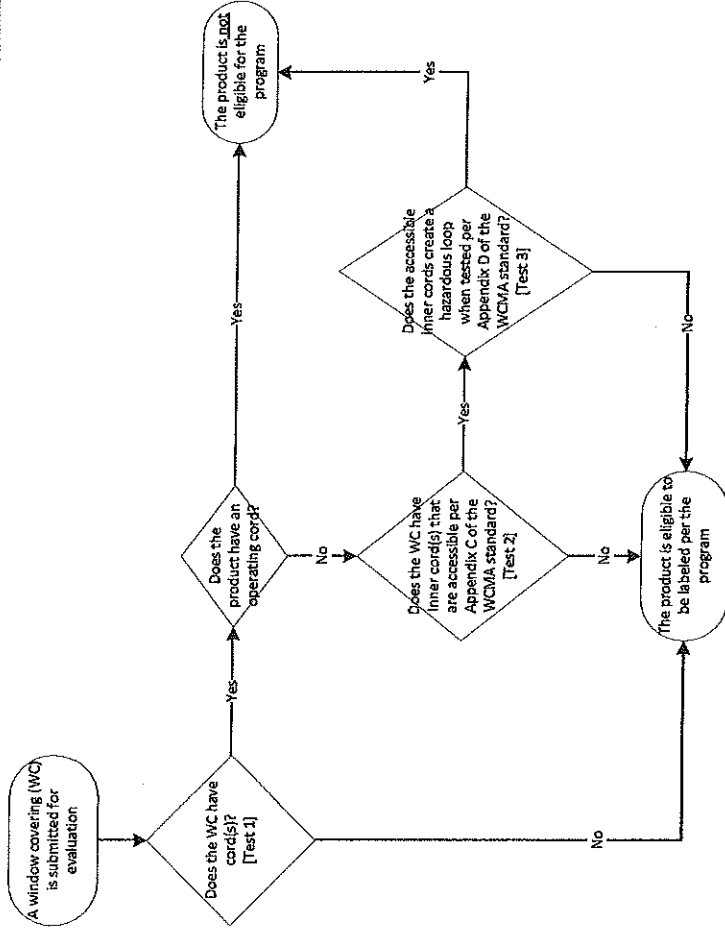 A window covering (WC)
is submitted for
evaluation
Does the WC have
cord(s)?
[Test 1]
Yes
No
Does the
product have an
operating cord?
Yes
No
The product is not
eligible for the
program
Does the WC have
inner cord(s) that
are accessible per
Appendix C of the
WCMA standard?
[Test 2]
Yes
No
Does the accessible
inner cords create a
hazardous loop
when tested per
Appendix D of the
WCMA standard?
[Test 3]
Yes
No
The product is eligible to
be labeled per the
program